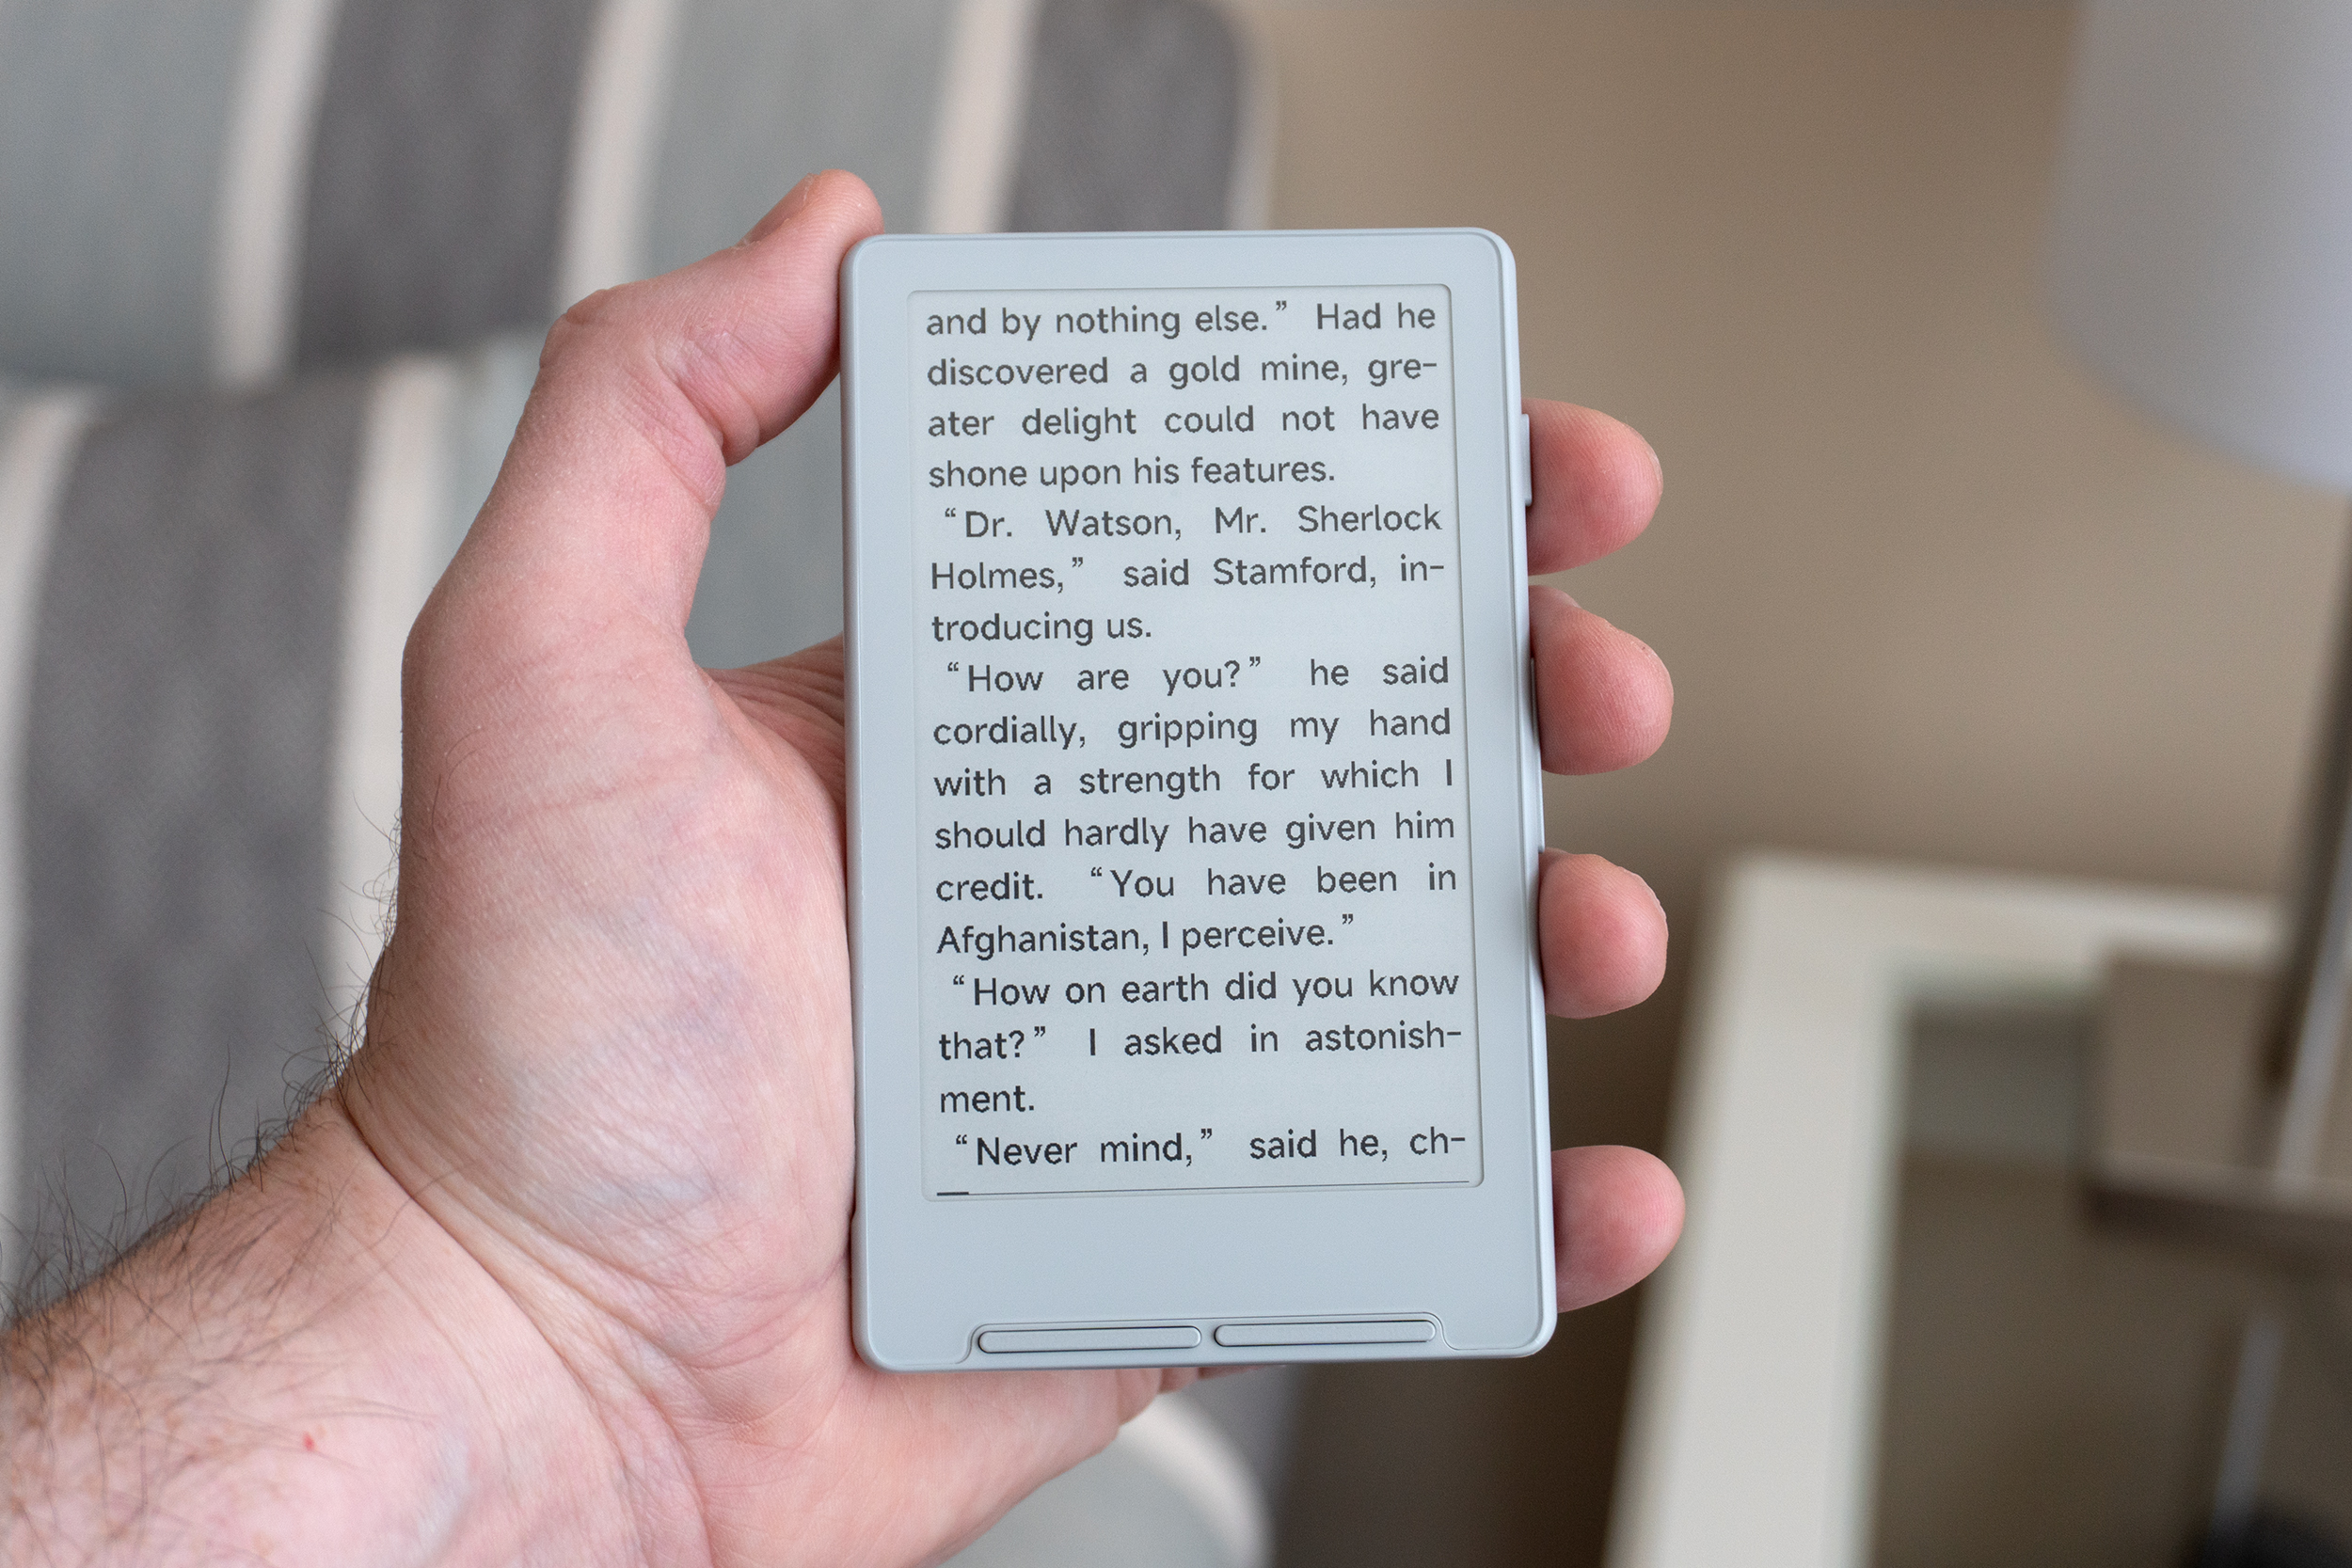 and by nothing else.” Had he
discovered a gold mine, gre-
ater delight could not have
shone upon his features.
“Dr. Watson, Mr. Sherlock
Holmes,” said Stamford, in-
troducing us.
“How are you?” he said
cordially, gripping my hand
with a strength for which I
should hardly have given him
credit. “You have been in
Afghanistan, I perceive.”
“How on earth did you know
that?” I asked in astonish-
ment.
“Never mind,” said he, ch-